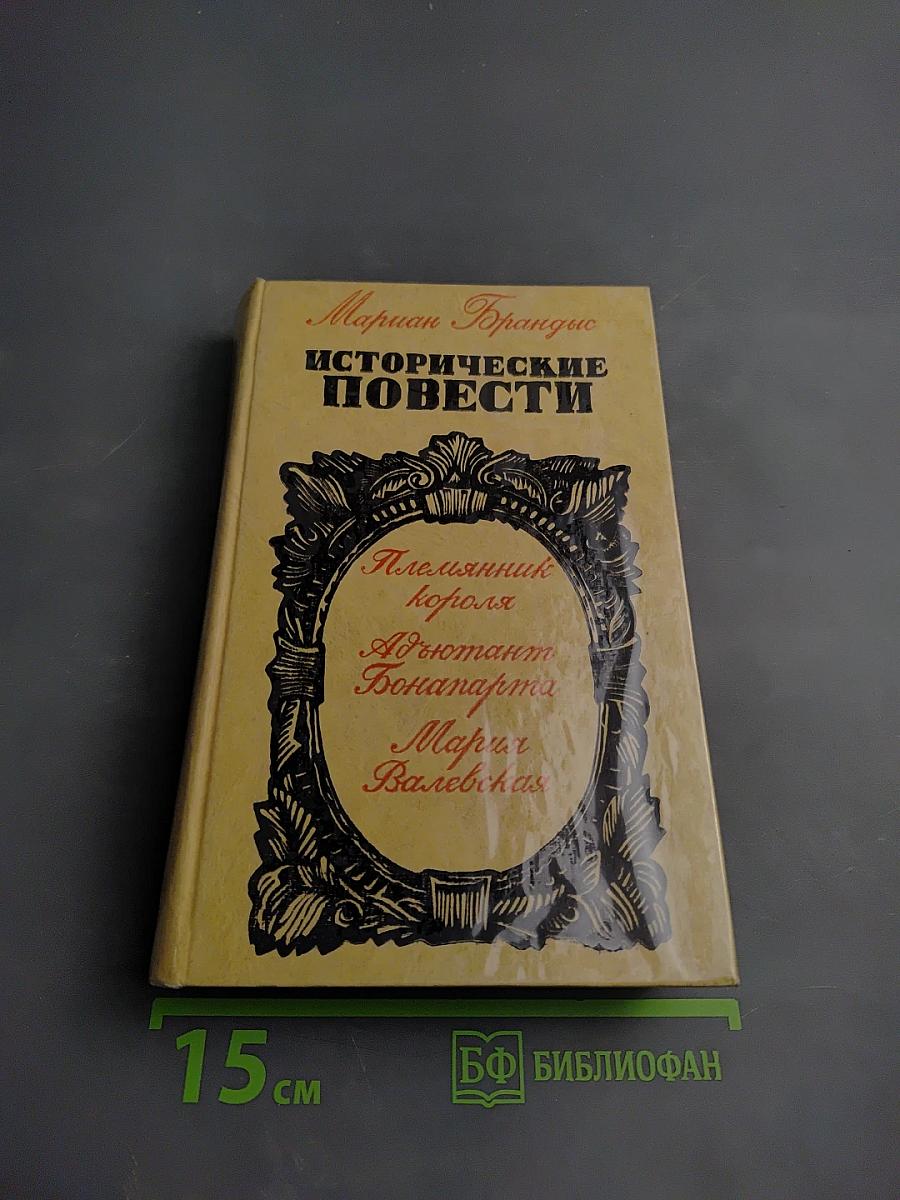 Мариан Брандыс
ИСТОРИЧЕСКИЕ
ПОВЕСТИ
Племянник
короля
Адъютант
Бонапарта
Мария
Валевская
15 см
БФ БИБЛИОФАН